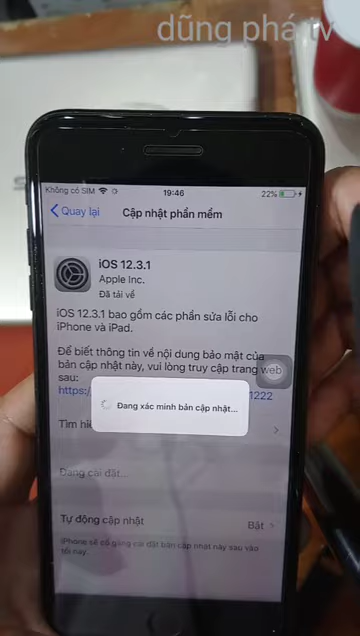 dũng phá tv
Không có SIM 19:46 22%
Quay lại Cập nhật phần mềm
iOS 12.3.1
Apple Inc.
Đã tải về
iOS 12.3.1 bao gồm các phần sửa lỗi cho
iPhone và iPad.
Để biết thông tin về nội dung bảo mật của
bản cập nhật này, vui lòng truy cập trang web
sau:
https:/ 1222
Đang xác minh bản cập nhật...
Tìm
Đang cài đặt...
Tự động cập nhật Bật
iPhone sẽ cố gắng cài đặt bản cập nhật này sau vào
tối nay.